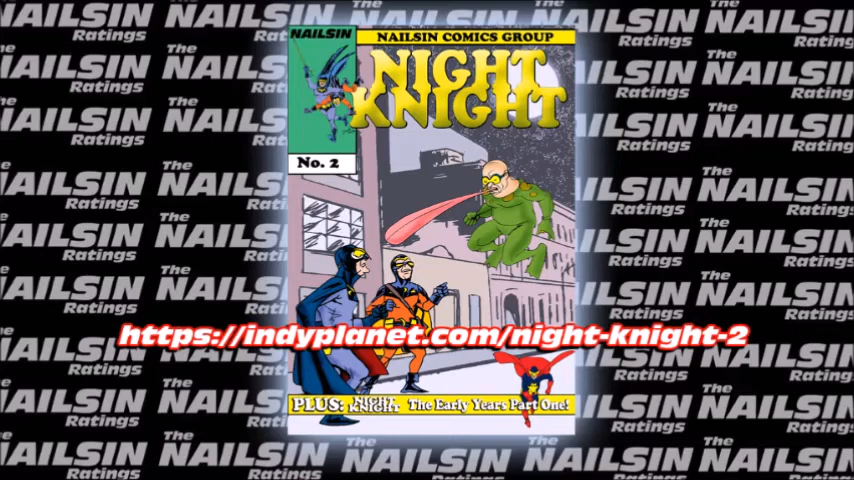 The
NAILSIN
Ratings
NAILSIN
NAILSIN COMICS GROUP
NIGHT
KNIGHT
No. 2
https://indyplanet.com/night-knight-2
PLUS: NIGHT KNIGHT The Early Years Part One!